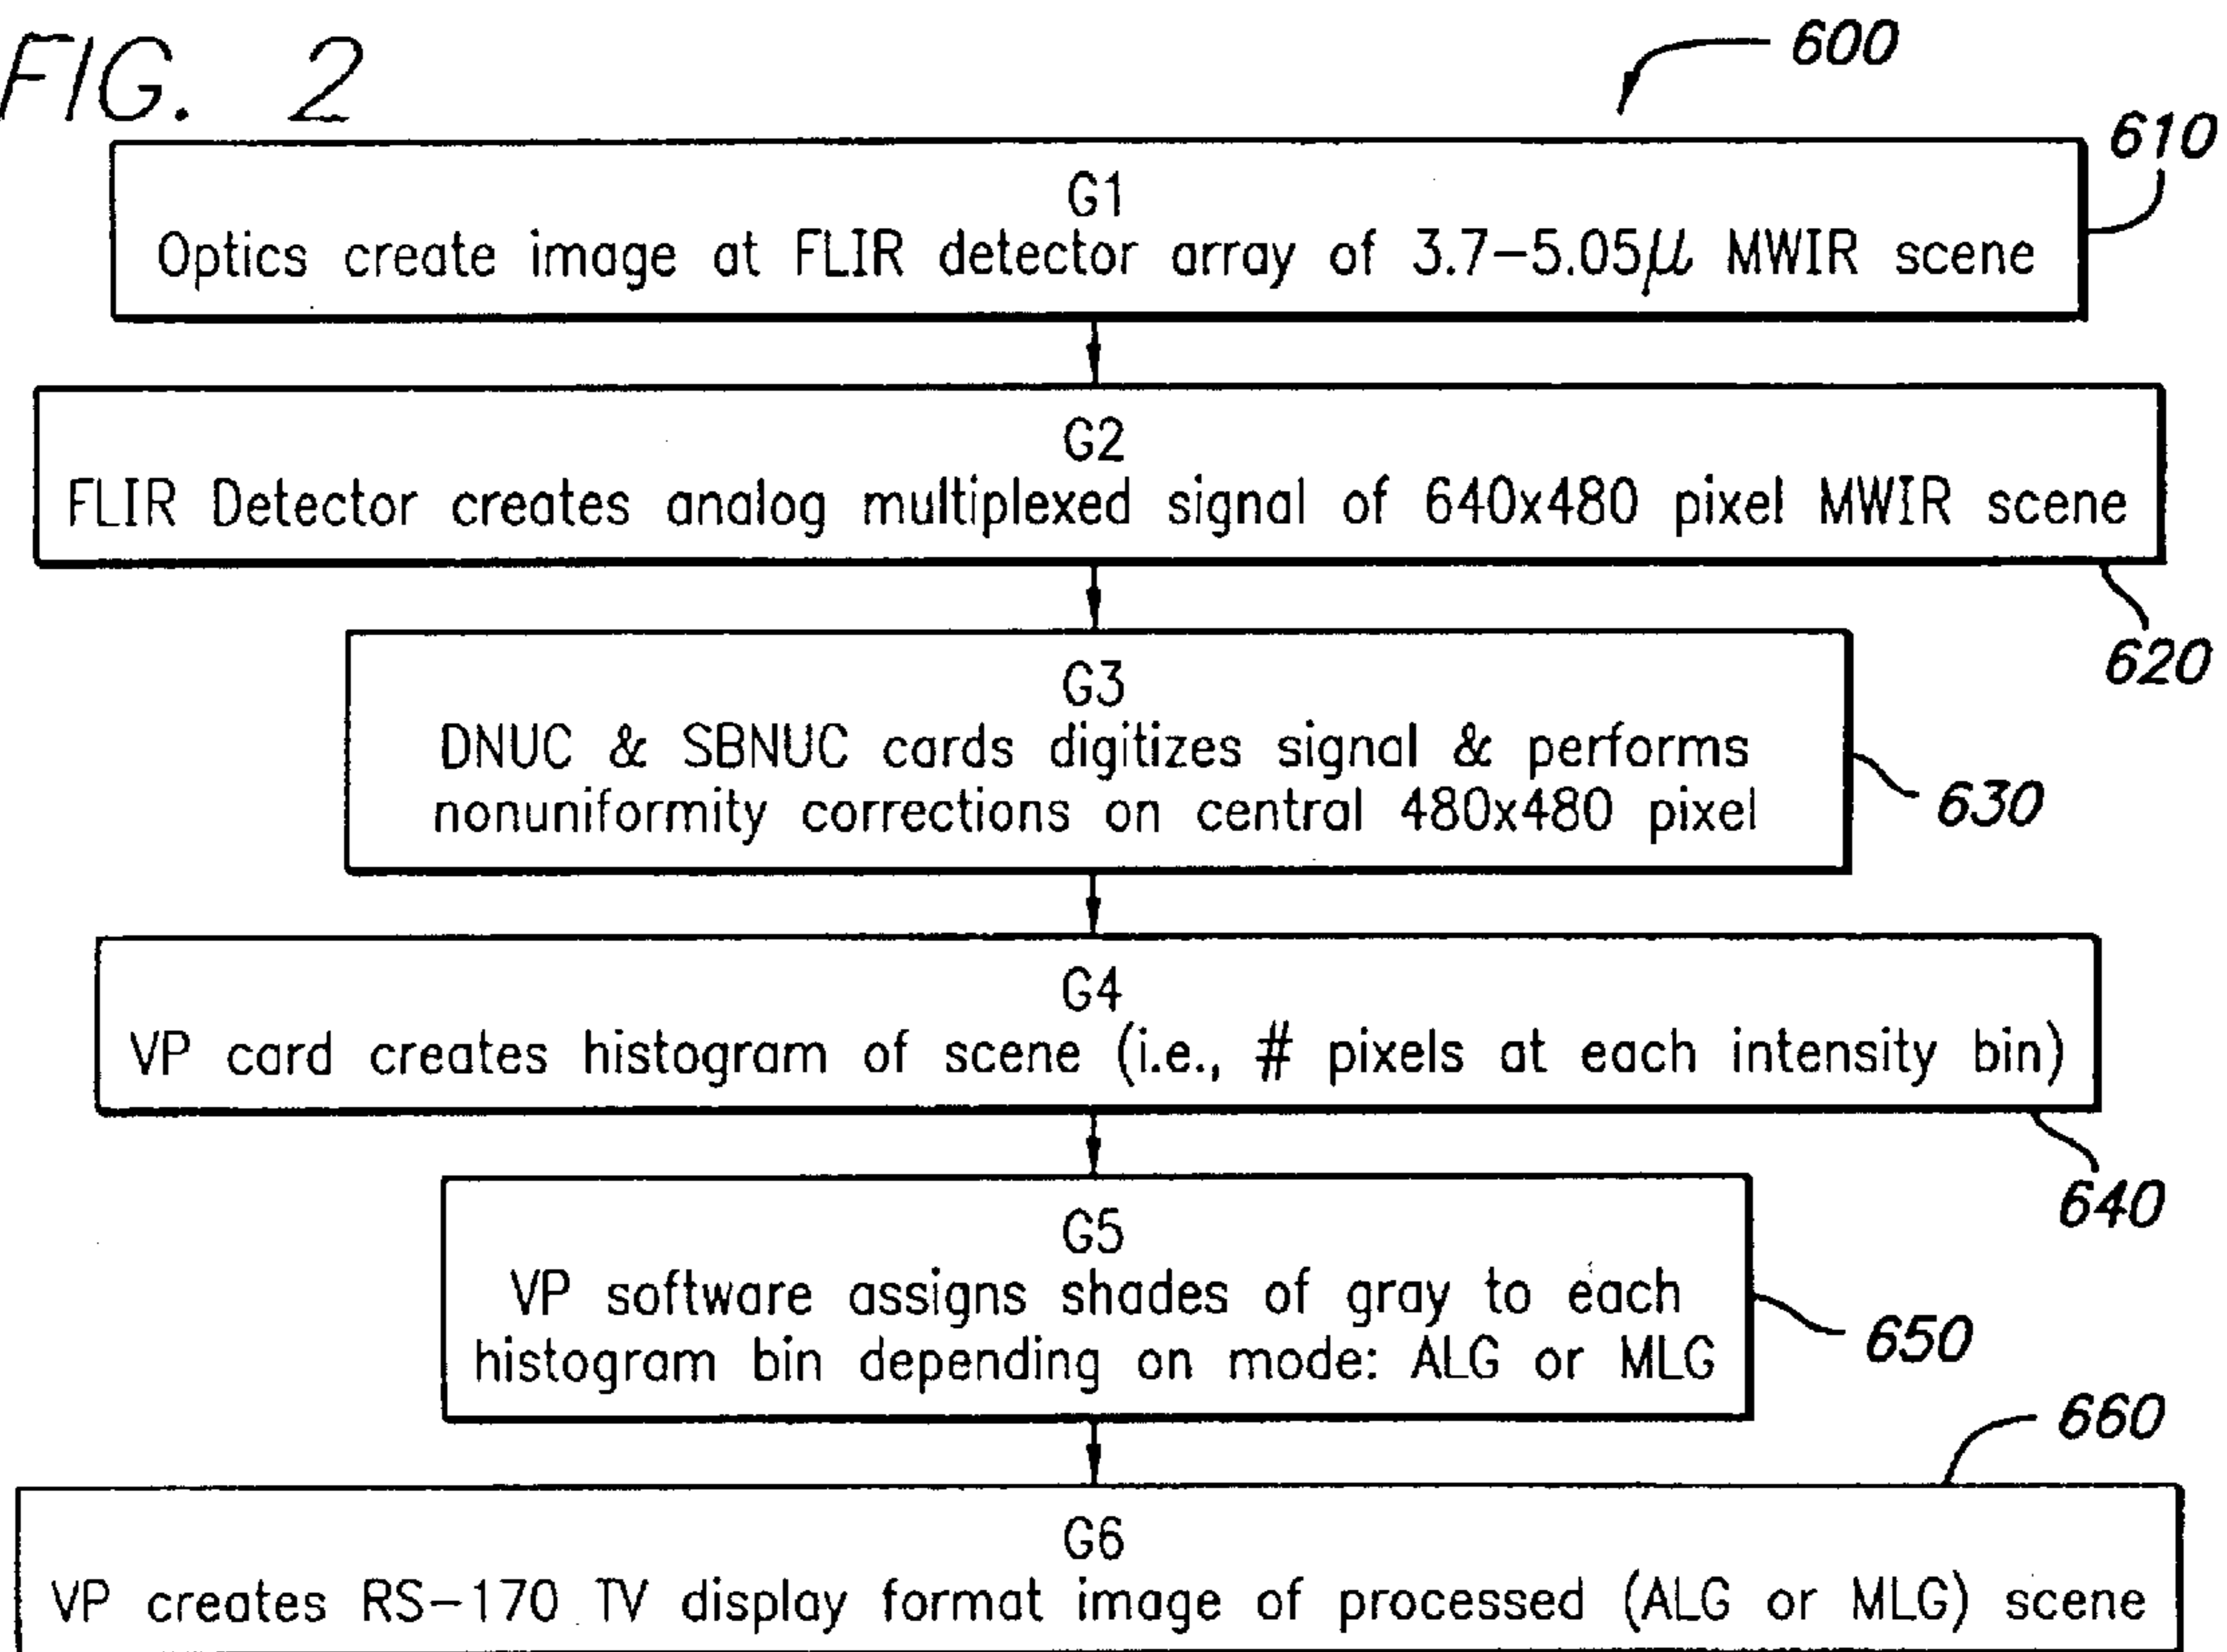 FIG. 2
600
610
G1
Optics create image at FLIR detector array of 3.7-5.05μ MWIR scene
G2
FLIR Detector creates analog multiplexed signal of 640x480 pixel MWIR scene
620
G3
DNUC & SBNUC cards digitizes signal & performs
nonuniformity corrections on central 480x480 pixel
630
G4
VP card creates histogram of scene (i.e., # pixels at each intensity bin)
640
G5
VP software assigns shades of gray to each
histogram bin depending on mode: ALG or MLG
650
660
G6
VP creates RS-170 TV display format image of processed (ALG or MLG) scene